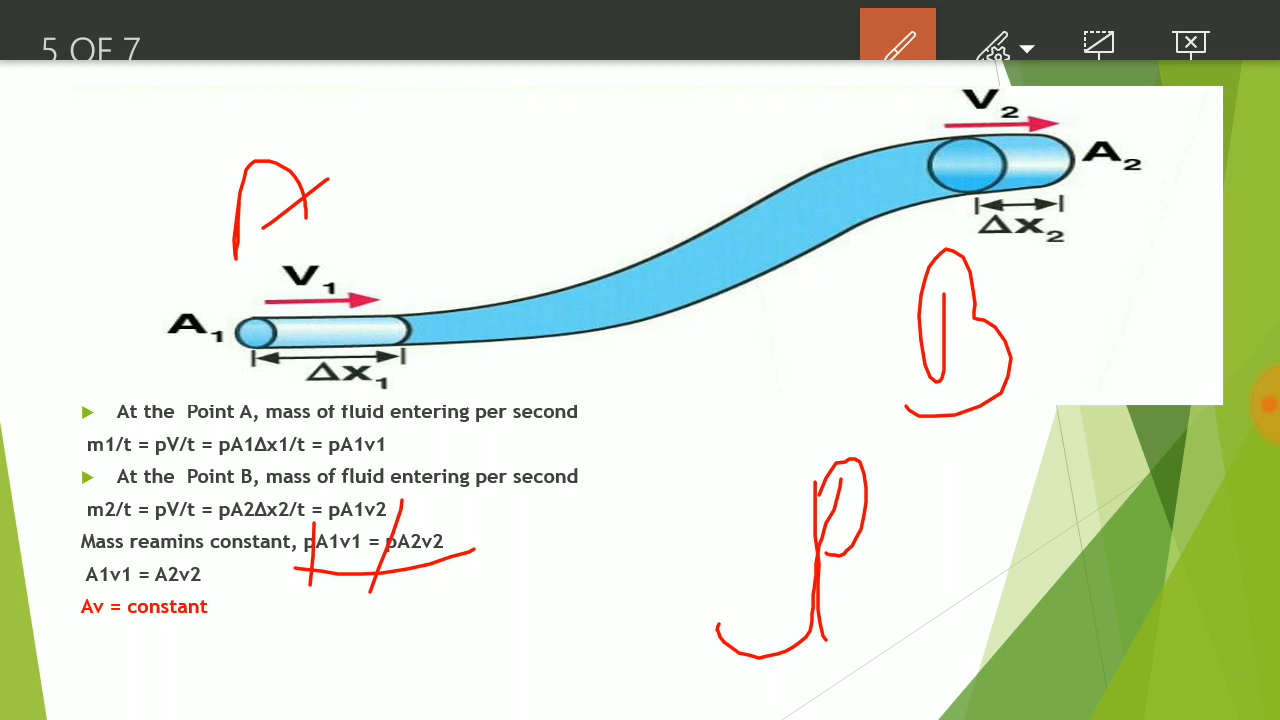 5 OF 7
V2
A2
Δx2
A
V1
A1
Δx1
B
At the Point A, mass of fluid entering per second
m1/t = pV/t = pA1Δx1/t = pA1v1
At the Point B, mass of fluid entering per second
m2/t = pV/t = pA2Δx2/t = pA1v2
Mass reamins constant, pA1v1 = pA2v2
A1v1 = A2v2
Av = constant